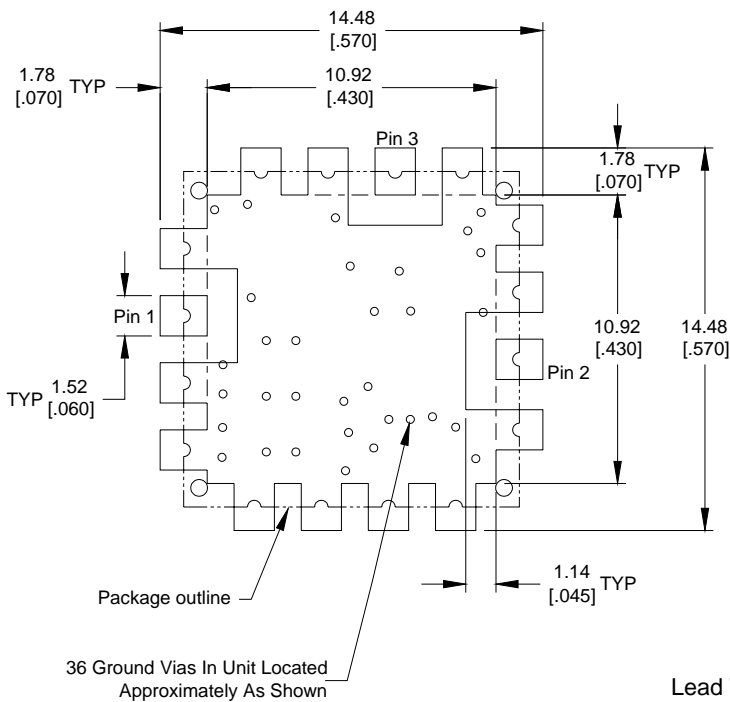 14.48
[.570]
1.78
[.070] TYP
10.92
[.430]
Pin 3
1.78
[.070] TYP
Pin 1
10.92
[.430]
14.48
[.570]
Pin 2
TYP 1.52
[.060]
1.14
[.045] TYP
Package outline
36 Ground Vias In Unit Located
Approximately As Shown
Lead